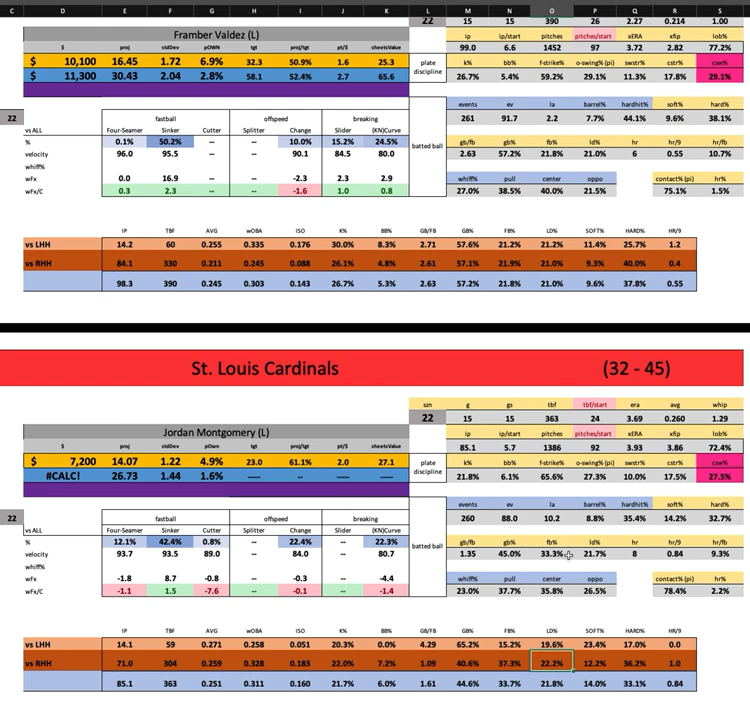 C D E F G H I J K L M N O P Q R S
22 15 15 390 26 2.27 0.214 1.00
Framber Valdez (L)
ip ip/start pitches pitches/start xERA xfip lob%
99.0 6.6 1452 97 3.72 2.82 77.2%
$ proj stdDev pOWN tgt proj/tgt pt/$ sheetsValue
$ 10,100 16.45 1.72 6.9% 32.3 50.9% 1.6 25.3
plate discipline
k% bb% f-strike% o-swing% (pi) swstr% cstr% csw%
$ 11,300 30.43 2.04 2.8% 58.1 52.4% 2.7 65.6
26.7% 5.4% 59.2% 29.1% 11.3% 17.8% 29.1%
events ev la barrel% hardhit% soft% hard%
22 fastball offspeed breaking
261 91.7 2.2 7.7% 44.1% 9.6% 38.1%
vs ALL Four-Seamer Sinker Cutter Splitter Change Slider (KN)Curve
% 0.1% 50.2% -- -- 10.0% 15.2% 24.5%
batted ball
gb/fb gb% fb% ld% hr hr/9 hr/fb
velocity 96.0 95.5 -- -- 90.1 84.5 80.0
2.63 57.2% 21.8% 21.0% 6 0.55 10.7%
whiff%
wFx 0.0 16.9 -2.3 2.3 2.9
whiff% pull center oppo contact% (pi) hr%
wFx/C 0.3 2.3 -- -- -1.6 1.0 0.8
27.0% 38.5% 40.0% 21.5% 75.1% 1.5%
IP TBF AVG wOBA ISO K% BB% GB/FB GB% FB% LD% SOFT% HARD% HR/9
vs LHH 14.2 60 0.255 0.335 0.176 30.0% 8.3% 2.71 57.6% 21.2% 21.2% 11.4% 25.7% 1.2
vs RHH 84.1 330 0.211 0.245 0.088 26.1% 4.8% 2.63 57.1% 21.9% 21.0% 9.3% 40.0% 0.4
98.3 390 0.245 0.303 0.143 26.7% 5.3% 2.63 57.2% 21.8% 21.0% 9.6% 37.8% 0.55
St. Louis Cardinals (32 - 45)
szn g gs tbf tbf/start era avg whip
22 15 15 363 24 3.69 0.260 1.29
Jordan Montgomery (L)
ip ip/start pitches pitches/start xERA xfip lob%
85.1 5.7 1386 92 3.93 3.86 72.4%
$ proj stdDev pOwn tgt proj/tgt pt/$ sheetsValue
$ 7,200 14.07 1.22 4.9% 23.0 61.1% 2.0 27.1
plate discipline
k% bb% f-strike% o-swing% (pi) swstr% cstr% csw%
#CALC! 26.73 1.44 1.6% ---- -- ---- ----
21.8% 6.1% 65.6% 27.3% 10.0% 17.5% 27.5%
events ev la barrel% hardhit% soft% hard%
22 fastball offspeed breaking
260 88.0 10.2 8.8% 35.4% 14.2% 32.7%
vs ALL Four-Seamer Sinker Cutter Splitter Change Slider (KN)Curve
% 12.1% 42.4% 0.8% -- 22.4% -- 22.3%
batted ball
gb/fb gb% fb% ld% hr hr/9 hr/fb
velocity 93.7 93.5 89.0 -- 84.0 -- 80.7
1.35 45.0% 33.3% 21.7% 8 0.84 9.3%
whiff%
wFx -1.8 8.7 -0.8 -0.3 -4.4
whiff% pull center oppo contact% (pi) hr%
wFx/C -1.1 1.5 -7.6 -- -0.1 -- -1.4
23.0% 37.7% 35.8% 26.5% 78.4% 2.2%
IP TBF AVG wOBA ISO K% BB% GB/FB GB% FB% LD% SOFT% HARD% HR/9
vs LHH 14.1 59 0.271 0.258 0.051 20.3% 0.0% 4.29 65.2% 15.2% 19.6% 23.4% 17.0% 0.0
vs RHH 71.0 304 0.259 0.328 0.183 22.0% 7.2% 1.09 40.6% 37.3% 22.2% 12.2% 36.2% 1.0
85.1 363 0.251 0.311 0.160 21.7% 6.0% 1.61 44.6% 33.7% 21.8% 14.0% 33.1% 0.84